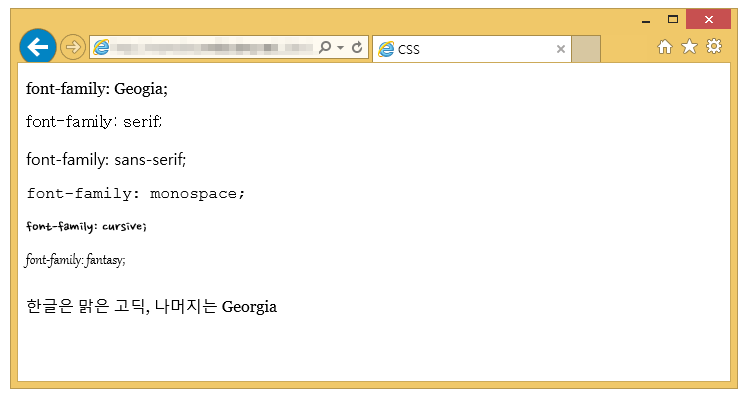 CSS
font-family: Geogia;
font-family: serif;
font-family: sans-serif;
font-family: monospace;
font-family: cursive;
font-family: fantasy;
한글은 맑은 고딕, 나머지는 Georgia